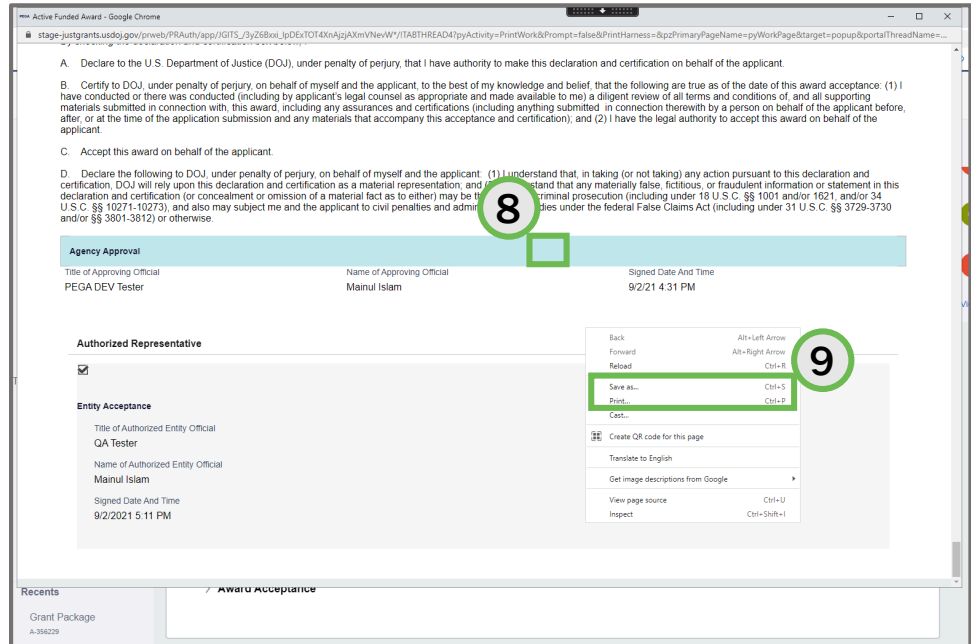 PEGA Active Funded Award - Google Chrome
stage-justgrants.usdoj.gov/prweb/PRAuth/app/JGITS_/3yZ6Bxxi_lpDExTOT4XnAjzjAXmVNevW*/!TABTHREAD4?pyActivity=PrintWork&Prompt=false&PrintHarness=&pzPrimaryPageName=pyWorkPage&target=popup&portalThreadName=...
A. Declare to the U.S. Department of Justice (DOJ), under penalty of perjury, that I have authority to make this declaration and certification on behalf of the applicant.
B. Certify to DOJ, under penalty of perjury, on behalf of myself and the applicant, to the best of my knowledge and belief, that the following are true as of the date of this award acceptance: (1) I
have conducted or there was conducted (including by applicant's legal counsel as appropriate and made available to me) a diligent review of all terms and conditions of, and all supporting
materials submitted in connection with, this award, including any assurances and certifications (including anything submitted in connection therewith by a person on behalf of the applicant before,
after, or at the time of the application submission and any materials that accompany this acceptance and certification); and (2) I have the legal authority to accept this award on behalf of the
applicant.
C. Accept this award on behalf of the applicant.
D. Declare the following to DOJ, under penalty of perjury, on behalf of myself and the applicant: (1) I understand that, in taking (or not taking) any action pursuant to this declaration and
certification, DOJ will rely upon this declaration and certification as a material representation; and stand that any materially false, fictitious, or fraudulent information or statement in this
declaration and certification (or concealment or omission of a material fact as to either) may be criminal prosecution (including under 18 U.S.C. §§ 1001 and/or 1621, and/or 34
U.S.C. §§ 10271-10273), and also may subject me and the applicant to civil penalties and under the federal False Claims Act (including under 31 U.S.C. §§ 3729-3730
and/or §§ 3801-3812) or otherwise.
8
Agency Approval
Title of Approving Official Name of Approving Official Signed Date And Time
PEGA DEV Tester Mainul Islam 9/2/21 4:31 PM
Authorized Representative
Entity Acceptance
Title of Authorized Entity Official
QA Tester
Name of Authorized Entity Official
Mainul Islam
Signed Date And Time
9/2/2021 5:11 PM
Back Alt+Left Arrow
Forward Alt+Right Arrow
Reload Ctrl+R
9
Save as... Ctrl+S
Print... Ctrl+P
Cast...
Create QR code for this page
Translate to English
Get image descriptions from Google
View page source Ctrl+U
Inspect Ctrl+Shift+I
Recents
Award Acceptance
Grant Package
A-356229